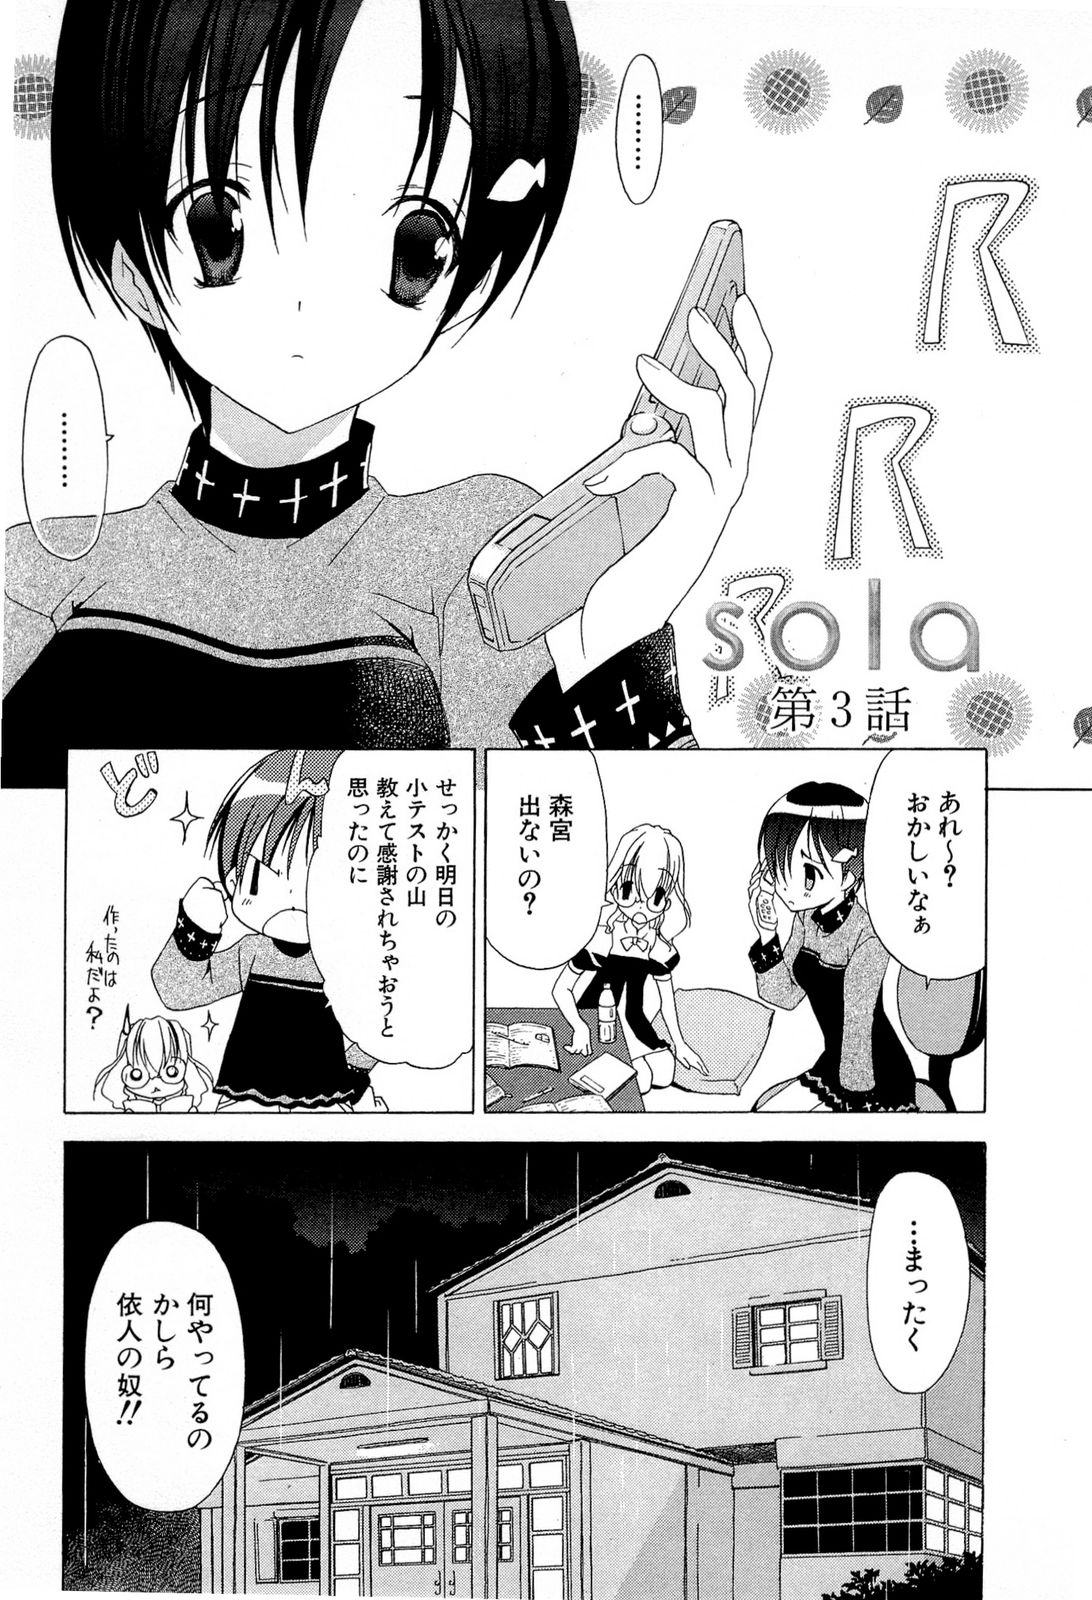 ………
………
R
R
R
sola
第3話
あれ～?
おかしいなぁ
森宮
出ないの?
せっかく明日の
小テストの山
教えて感謝されちゃおうと
思ったのに
どーん
作ったのは
私だよ?
…まったく
何やってるの
かしら
依人の奴!!